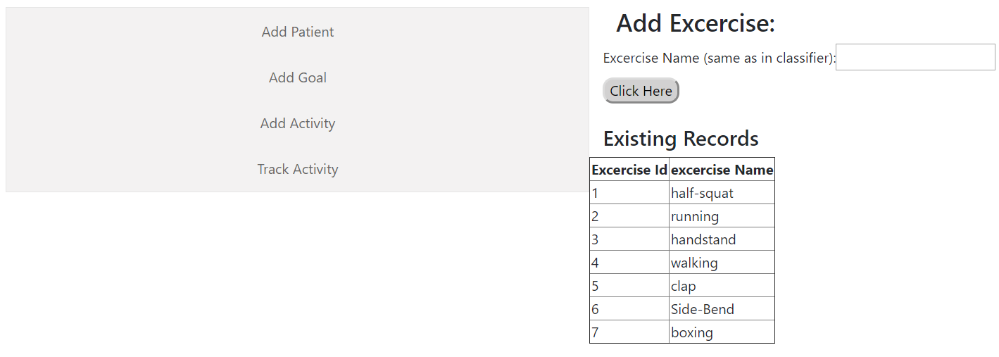 Add Patient
Add Goal
Add Activity
Track Activity
Add Excercise:
Excercise Name (same as in classifier):
Click Here
Existing Records
Excercise Id excercise Name
1 half-squat
2 running
3 handstand
4 walking
5 clap
6 Side-Bend
7 boxing